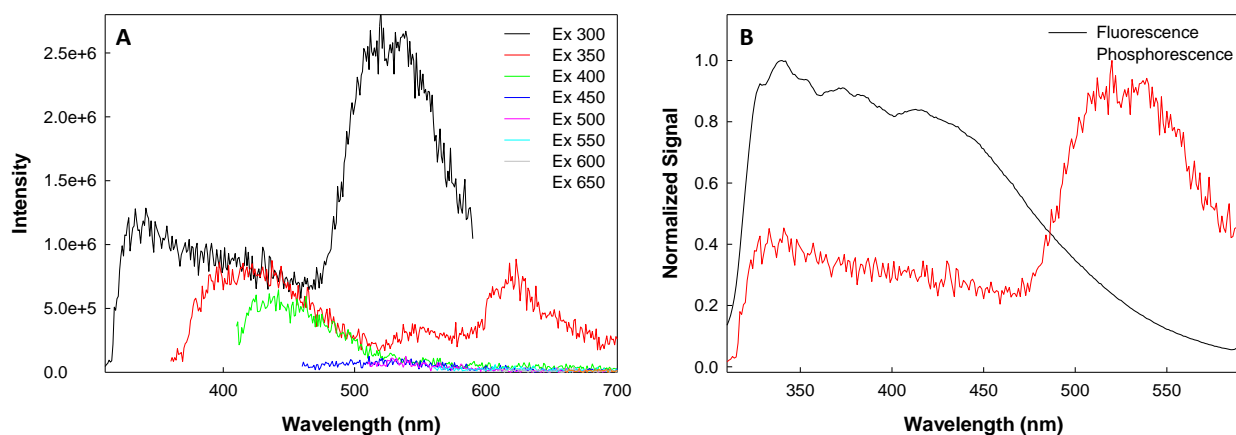 A
Intensity
2.5e+6
2.0e+6
1.5e+6
1.0e+6
5.0e+5
0.0
400
500
600
700
Wavelength (nm)
Ex 300
Ex 350
Ex 400
Ex 450
Ex 500
Ex 550
Ex 600
Ex 650
B
Normalized Signal
1.0
0.8
0.6
0.4
0.2
0.0
350
400
450
500
550
Wavelength (nm)
Fluorescence
Phosphorescence